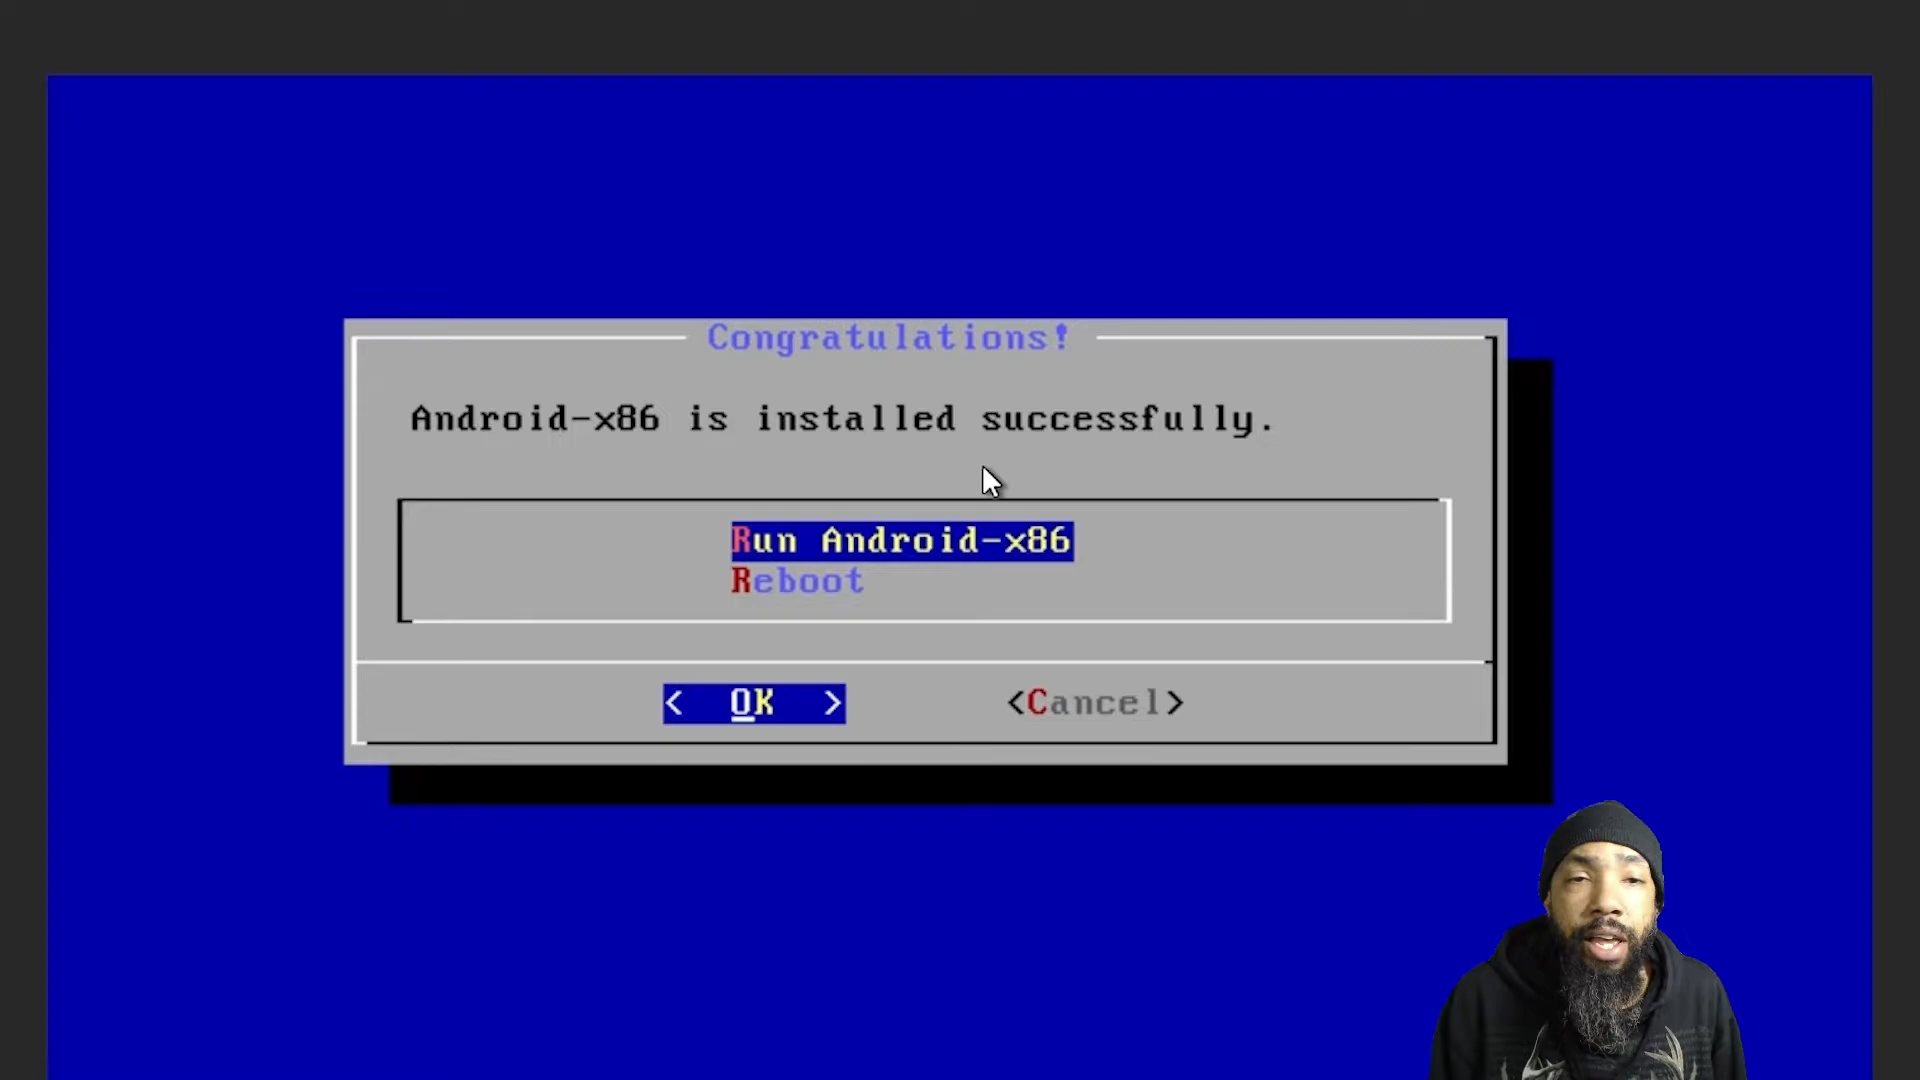 Congratulations!
Android-x86 is installed successfully.
Run Android-x86
Reboot
< OK > <Cancel>